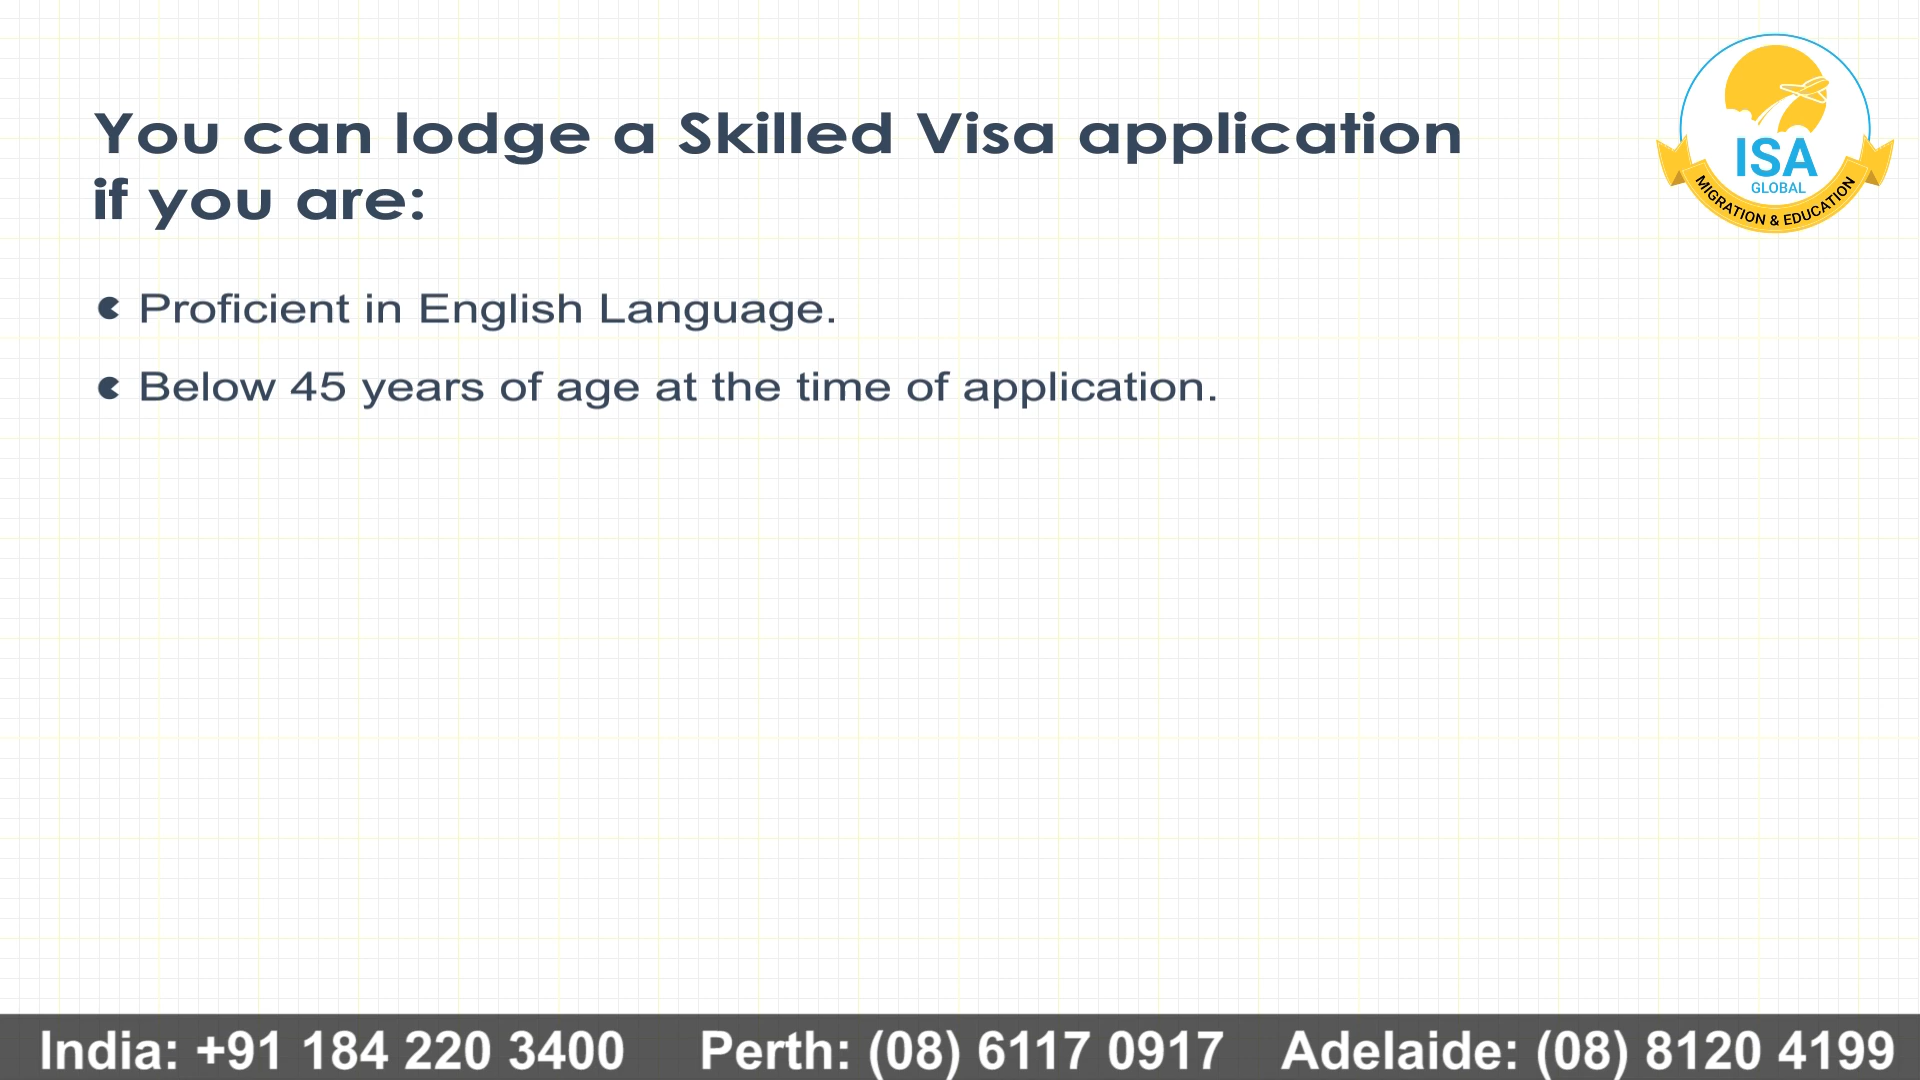 You can lodge a Skilled Visa application
if you are:
Proficient in English Language.
Below 45 years of age at the time of application.
ISA
GLOBAL
MIGRATION & EDUCATION
India: +91 184 220 3400 Perth: (08) 6117 0917 Adelaide: (08) 8120 4199